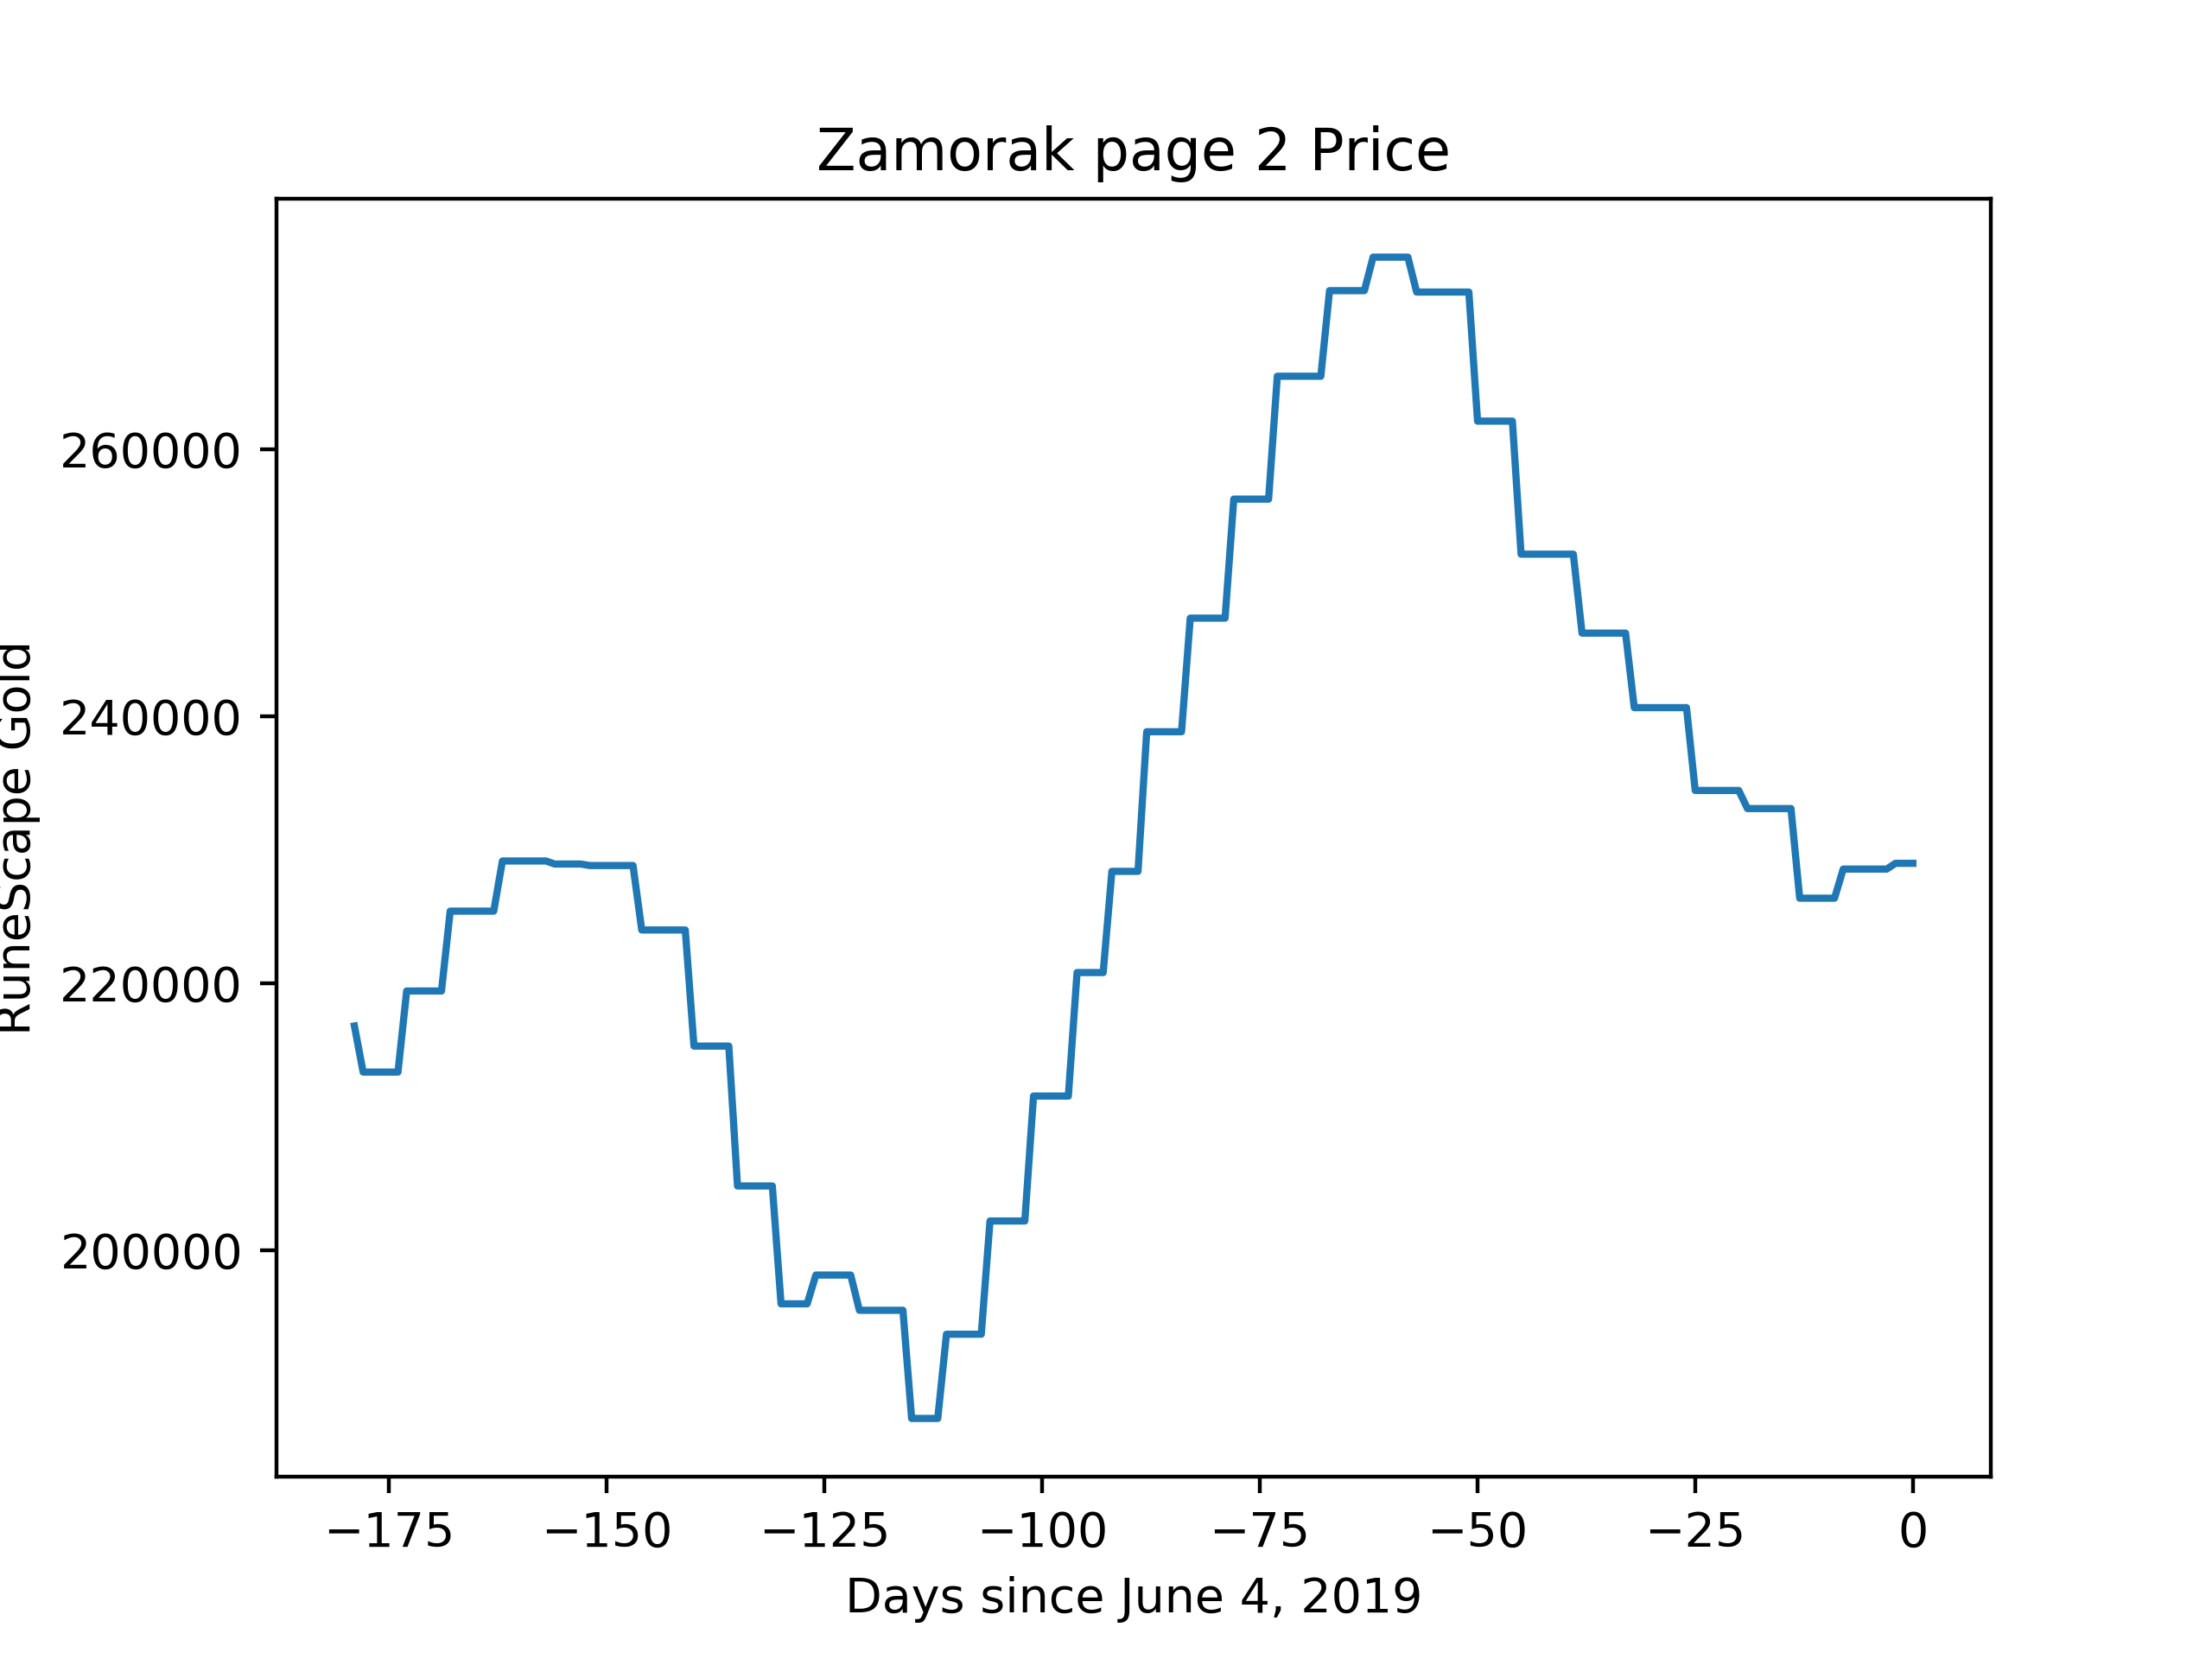 Zamorak page 2 Price
RuneScape Gold
260000
240000
220000
200000
−175 −150 −125 −100 −75 −50 −25 0
Days since June 4, 2019